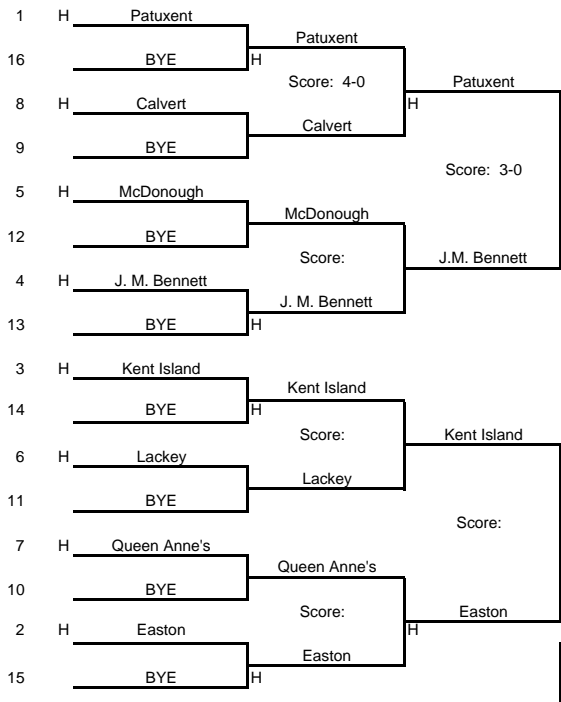 1 H Patuxent
Patuxent
16 BYE H
Score: 4-0 Patuxent
8 H Calvert H
Calvert
9 BYE
Score: 3-0
5 H McDonough
McDonough
12 BYE
Score: J.M. Bennett
4 H J. M. Bennett
J. M. Bennett
13 BYE H
3 H Kent Island
Kent Island
14 BYE H
Score: Kent Island
6 H Lackey
Lackey
11 BYE
Score:
7 H Queen Anne's
Queen Anne's
10 BYE
Score: Easton
2 H Easton H
Easton
15 BYE H